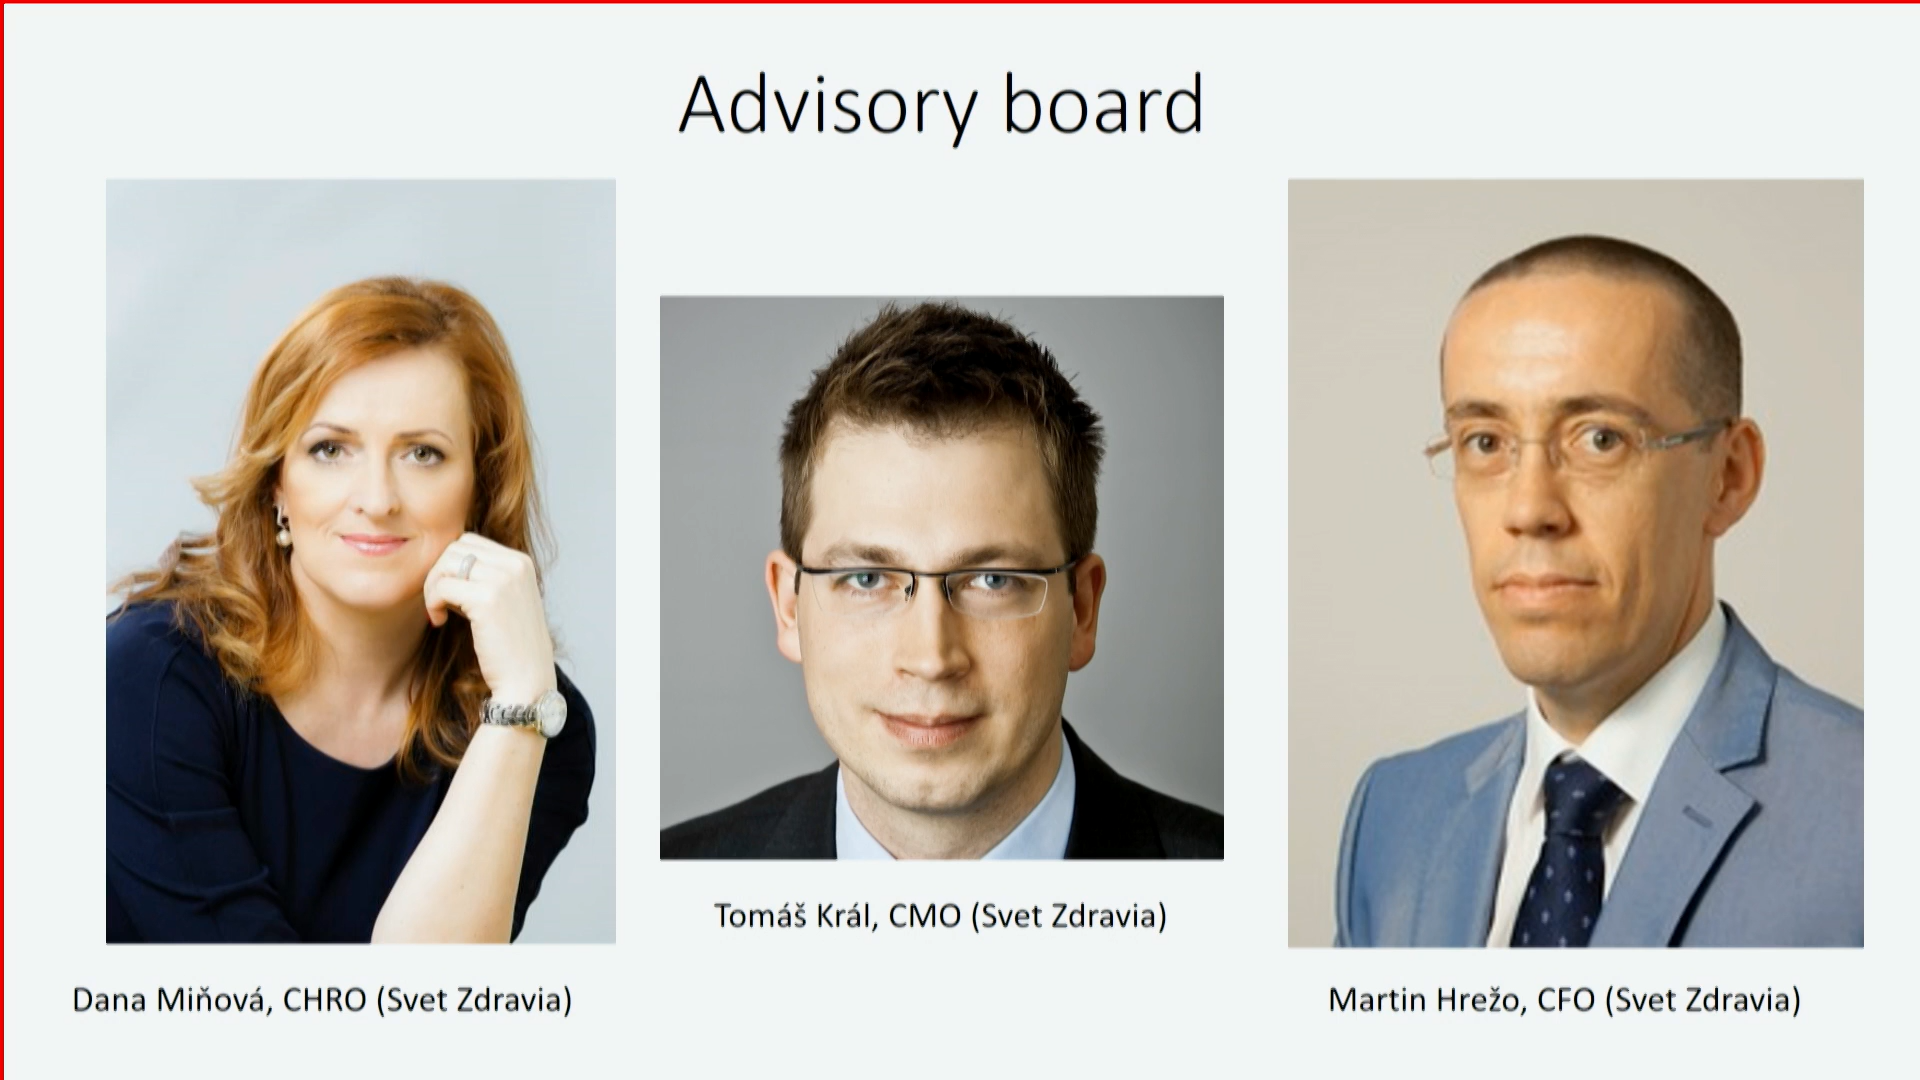 Advisory board
Tomáš Král, CMO (Svet Zdravia)
Dana Miňová, CHRO (Svet Zdravia)
Martin Hrežo, CFO (Svet Zdravia)